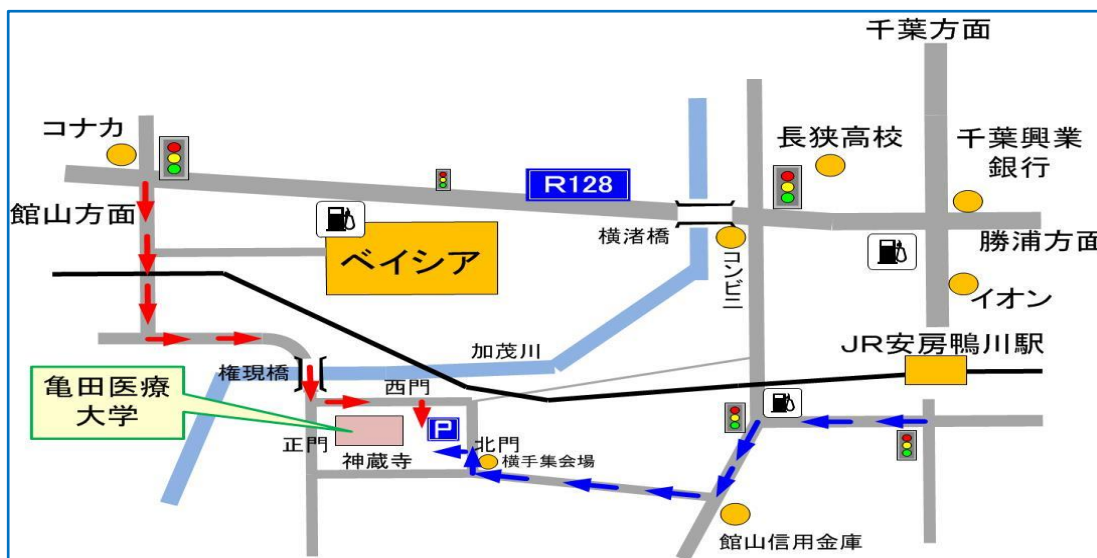 千葉方面
コナカ
長狭高校
千葉興業
銀行
R128
館山方面
横渚橋
勝浦方面
ベイシア
コンビニ
イオン
加茂川
JR安房鴨川駅
権現橋
西門
亀田医療
大学
P
正門
北門
神蔵寺
横手集会場
館山信用金庫